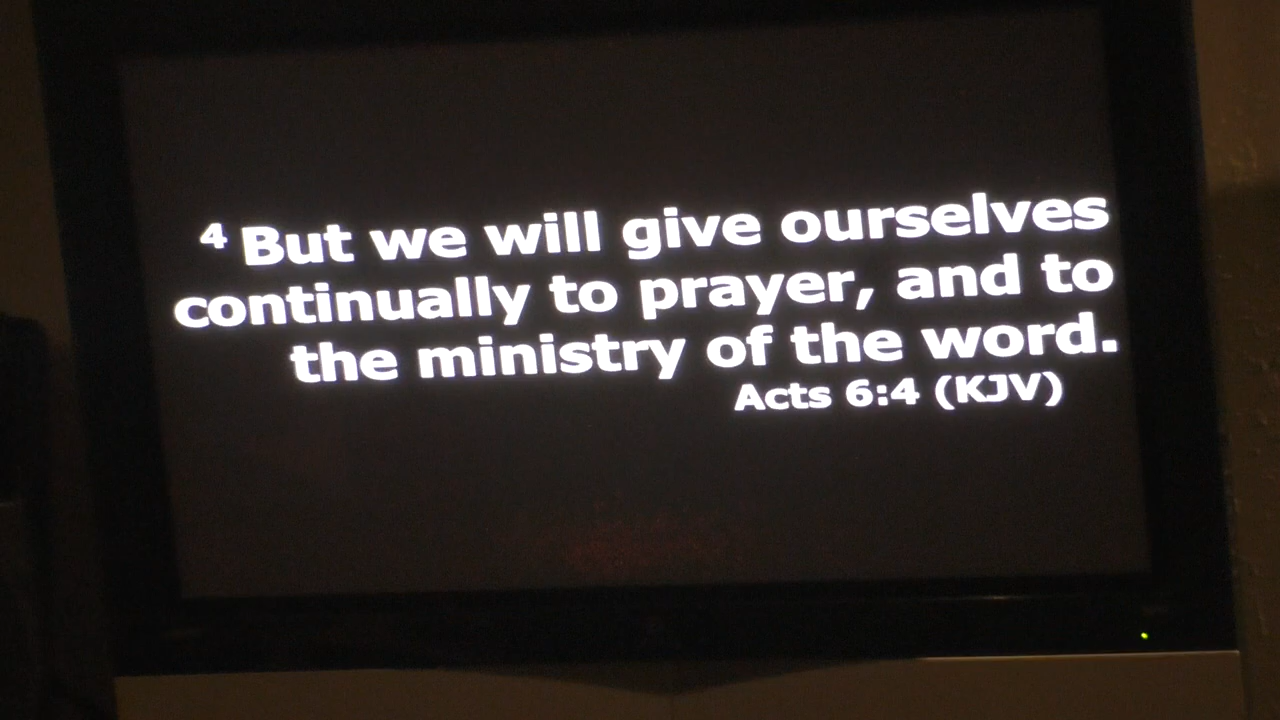 4 But we will give ourselves
continually to prayer, and to
the ministry of the word.
Acts 6:4 (KJV)